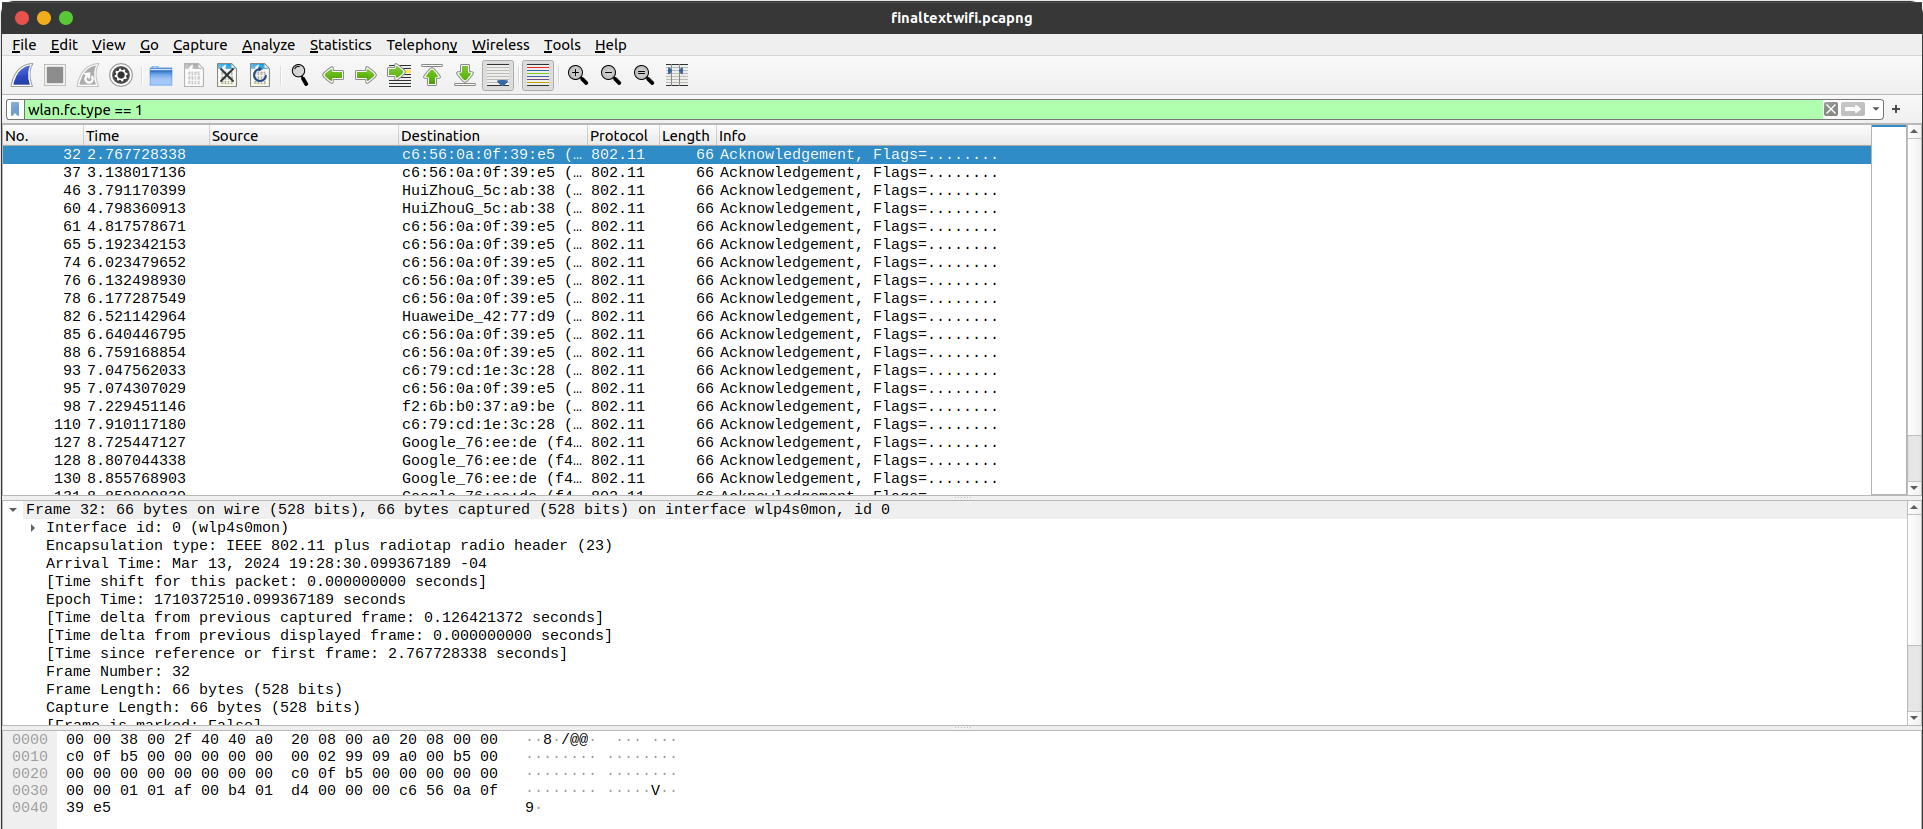 finaltextwifi.pcapng
File Edit View Go Capture Analyze Statistics Telephony Wireless Tools Help
wlan.fc.type == 1
No. Time Source Destination Protocol Length Info
32 2.767728338 c6:56:0a:0f:39:e5 (… 802.11 66 Acknowledgement, Flags=........
37 3.138017136 c6:56:0a:0f:39:e5 (… 802.11 66 Acknowledgement, Flags=........
46 3.791170399 HuiZhouG_5c:ab:38 (… 802.11 66 Acknowledgement, Flags=........
60 4.798360913 HuiZhouG_5c:ab:38 (… 802.11 66 Acknowledgement, Flags=........
61 4.817578671 c6:56:0a:0f:39:e5 (… 802.11 66 Acknowledgement, Flags=........
65 5.192342153 c6:56:0a:0f:39:e5 (… 802.11 66 Acknowledgement, Flags=........
74 6.023479652 c6:56:0a:0f:39:e5 (… 802.11 66 Acknowledgement, Flags=........
76 6.132498930 c6:56:0a:0f:39:e5 (… 802.11 66 Acknowledgement, Flags=........
78 6.177287549 c6:56:0a:0f:39:e5 (… 802.11 66 Acknowledgement, Flags=........
82 6.521142964 HuaweiDe_42:77:d9 (… 802.11 66 Acknowledgement, Flags=........
85 6.640446795 c6:56:0a:0f:39:e5 (… 802.11 66 Acknowledgement, Flags=........
88 6.759168854 c6:56:0a:0f:39:e5 (… 802.11 66 Acknowledgement, Flags=........
93 7.047562033 c6:79:cd:1e:3c:28 (… 802.11 66 Acknowledgement, Flags=........
95 7.074307029 c6:56:0a:0f:39:e5 (… 802.11 66 Acknowledgement, Flags=........
98 7.229451146 f2:6b:b0:37:a9:be (… 802.11 66 Acknowledgement, Flags=........
110 7.910117180 c6:79:cd:1e:3c:28 (… 802.11 66 Acknowledgement, Flags=........
127 8.725447127 Google_76:ee:de (f4… 802.11 66 Acknowledgement, Flags=........
128 8.807044338 Google_76:ee:de (f4… 802.11 66 Acknowledgement, Flags=........
130 8.855768903 Google_76:ee:de (f4… 802.11 66 Acknowledgement, Flags=........
Frame 32: 66 bytes on wire (528 bits), 66 bytes captured (528 bits) on interface wlp4s0mon, id 0
Interface id: 0 (wlp4s0mon)
Encapsulation type: IEEE 802.11 plus radiotap radio header (23)
Arrival Time: Mar 13, 2024 19:28:30.099367189 -04
[Time shift for this packet: 0.000000000 seconds]
Epoch Time: 1710372510.099367189 seconds
[Time delta from previous captured frame: 0.126421372 seconds]
[Time delta from previous displayed frame: 0.000000000 seconds]
[Time since reference or first frame: 2.767728338 seconds]
Frame Number: 32
Frame Length: 66 bytes (528 bits)
Capture Length: 66 bytes (528 bits)
[Frame is marked: False]
0000 00 00 38 00 2f 40 40 a0 20 08 00 a0 20 08 00 00 ··8·/@@· ··· ···
0010 c0 0f b5 00 00 00 00 00 00 02 99 09 a0 00 b5 00 ········ ········
0020 00 00 00 00 00 00 00 00 c0 0f b5 00 00 00 00 00 ········ ········
0030 00 00 01 01 af 00 b4 01 d4 00 00 00 c6 56 0a 0f ········ ·····V··
0040 39 e5 9·